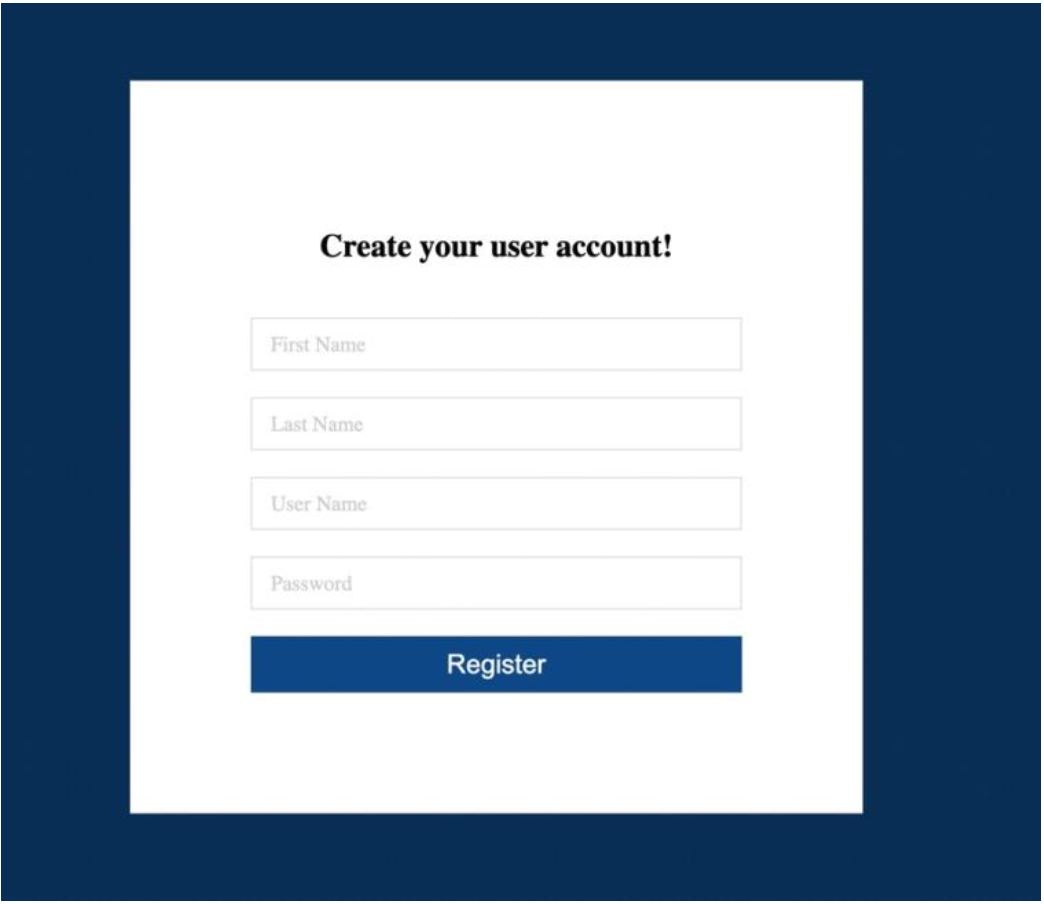 Create your user account!
First Name
Last Name
User Name
Password
Register